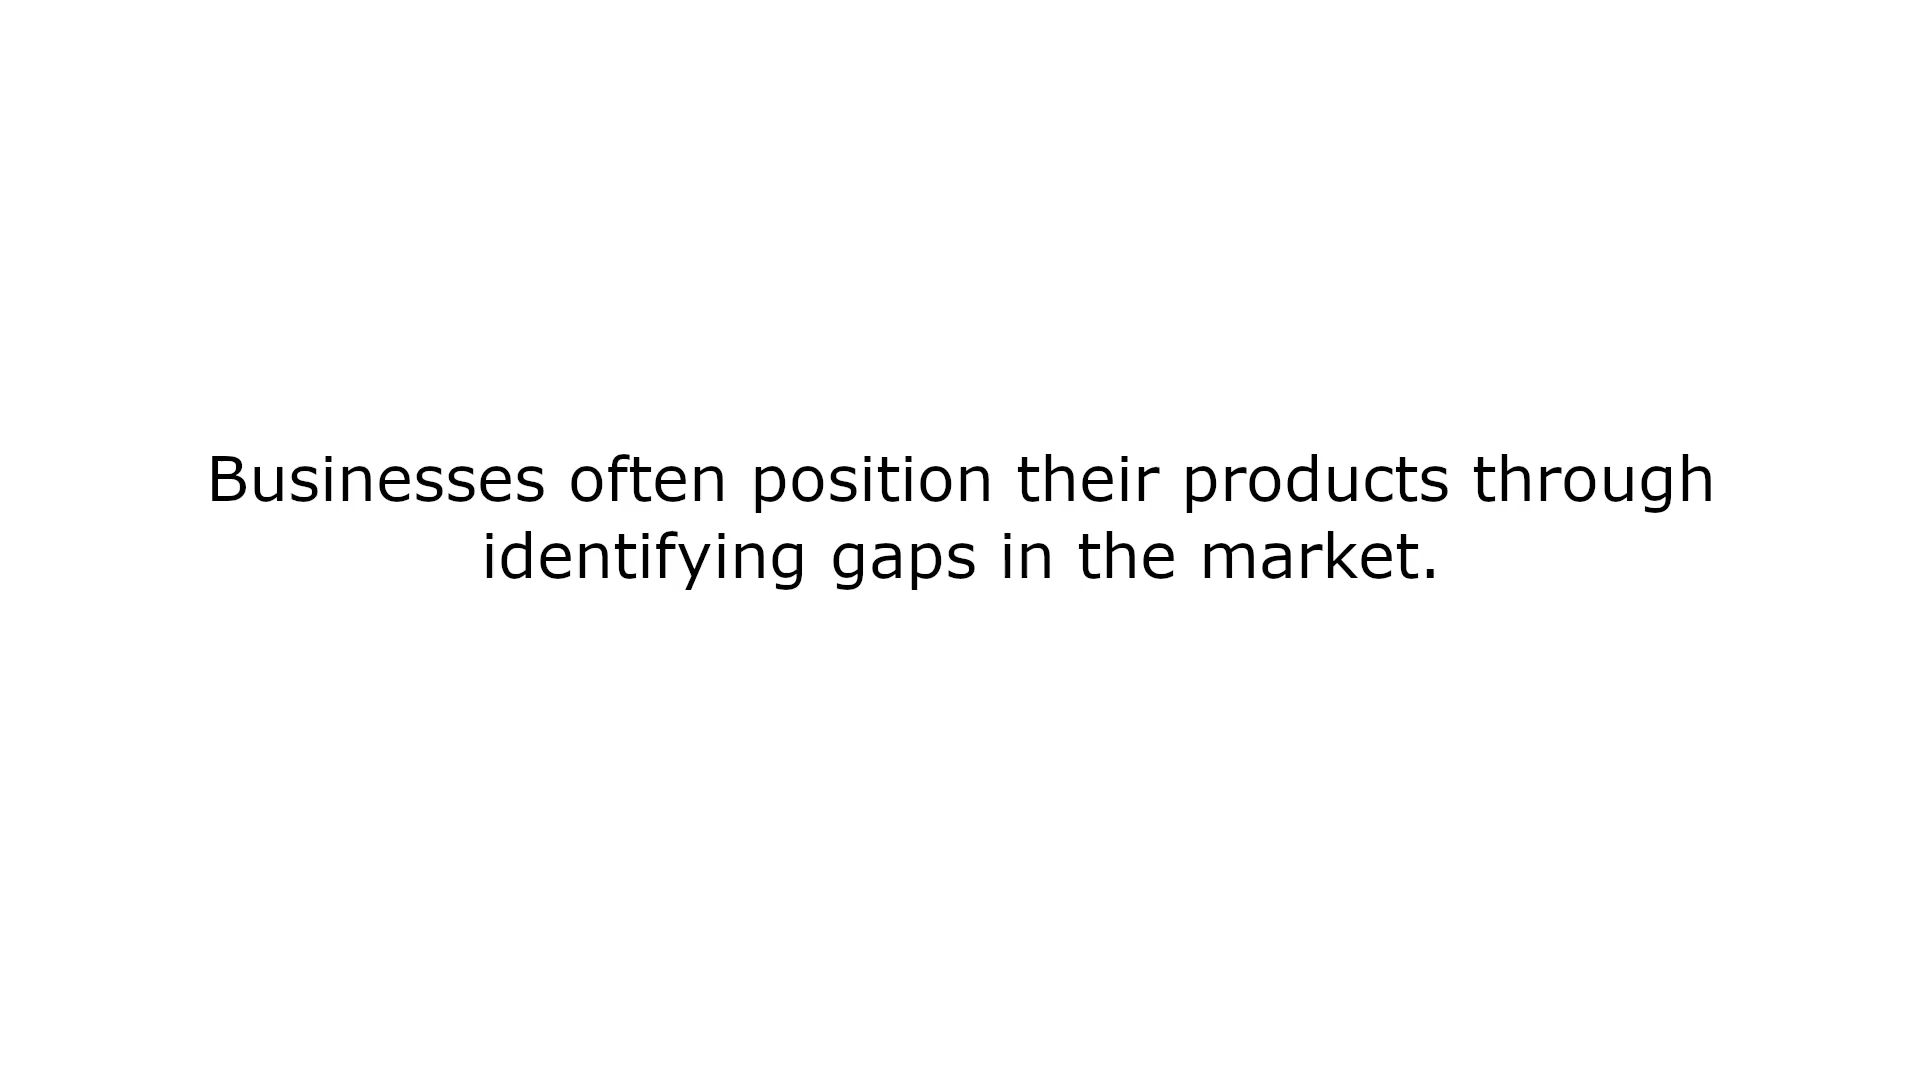 Businesses often position their products through
identifying gaps in the market.